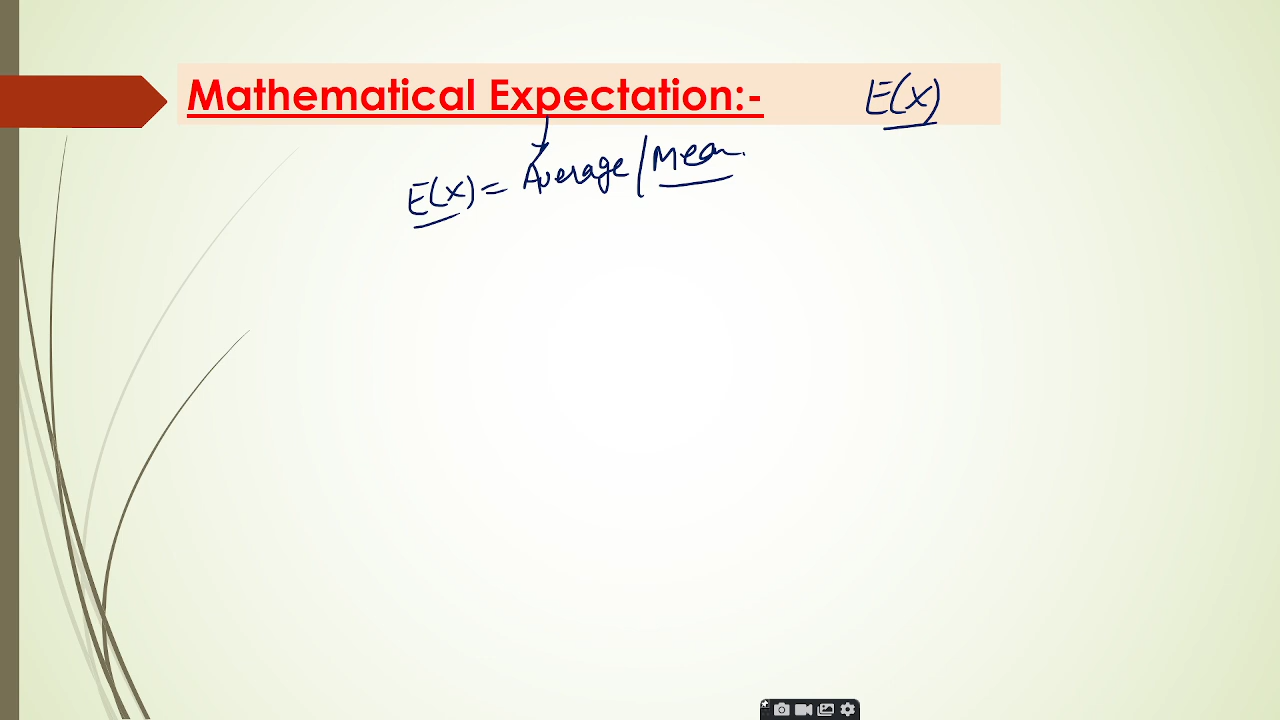 Mathematical Expectation:- E(x)
E(x) = Average / Mean.